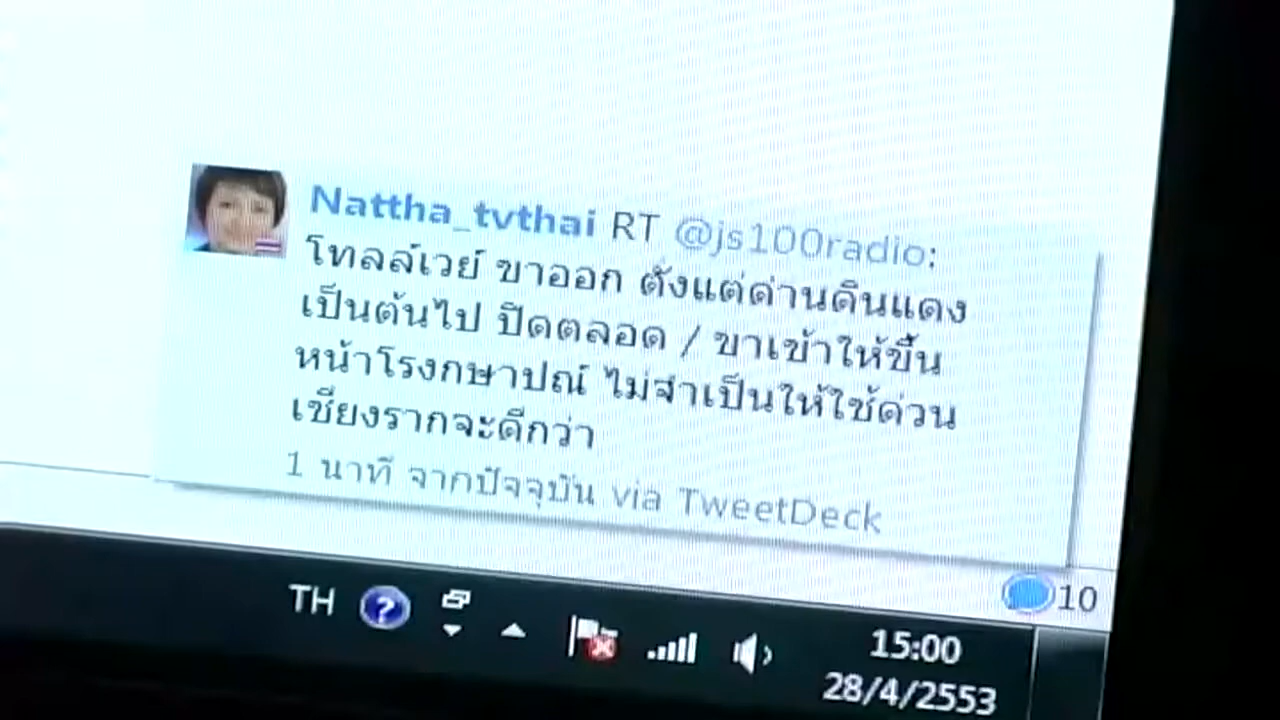 Nattha_tvthai RT @js100radio:
โทลล์เวย์ ขาออก ตั้งแต่ด่านดินแดง
เป็นต้นไป ปิดตลอด / ขาเข้าให้ขึ้น
หน้าโรงกษาปณ์ ไม่จำเป็นให้ใช้ด่วน
เชียงรากจะดีกว่า
1 นาที จากปัจจุบัน via TweetDeck
10
TH ?
15:00
28/4/2553